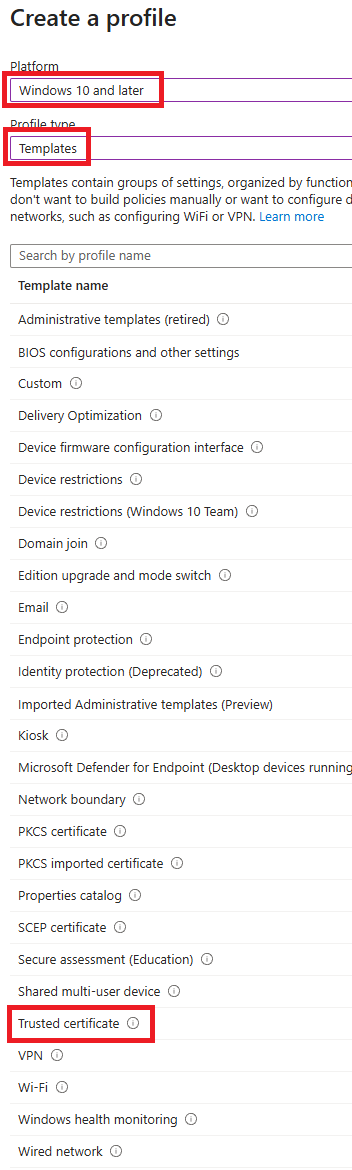 Create a profile
Platform
Windows 10 and later
Profile type
Templates
Templates contain groups of settings, organized by function
don't want to build policies manually or want to configure d
networks, such as configuring WiFi or VPN. Learn more
Search by profile name
Template name
Administrative templates (retired)
BIOS configurations and other settings
Custom
Delivery Optimization
Device firmware configuration interface
Device restrictions
Device restrictions (Windows 10 Team)
Domain join
Edition upgrade and mode switch
Email
Endpoint protection
Identity protection (Deprecated)
Imported Administrative templates (Preview)
Kiosk
Microsoft Defender for Endpoint (Desktop devices running
Network boundary
PKCS certificate
PKCS imported certificate
Properties catalog
SCEP certificate
Secure assessment (Education)
Shared multi-user device
Trusted certificate
VPN
Wi-Fi
Windows health monitoring
Wired network